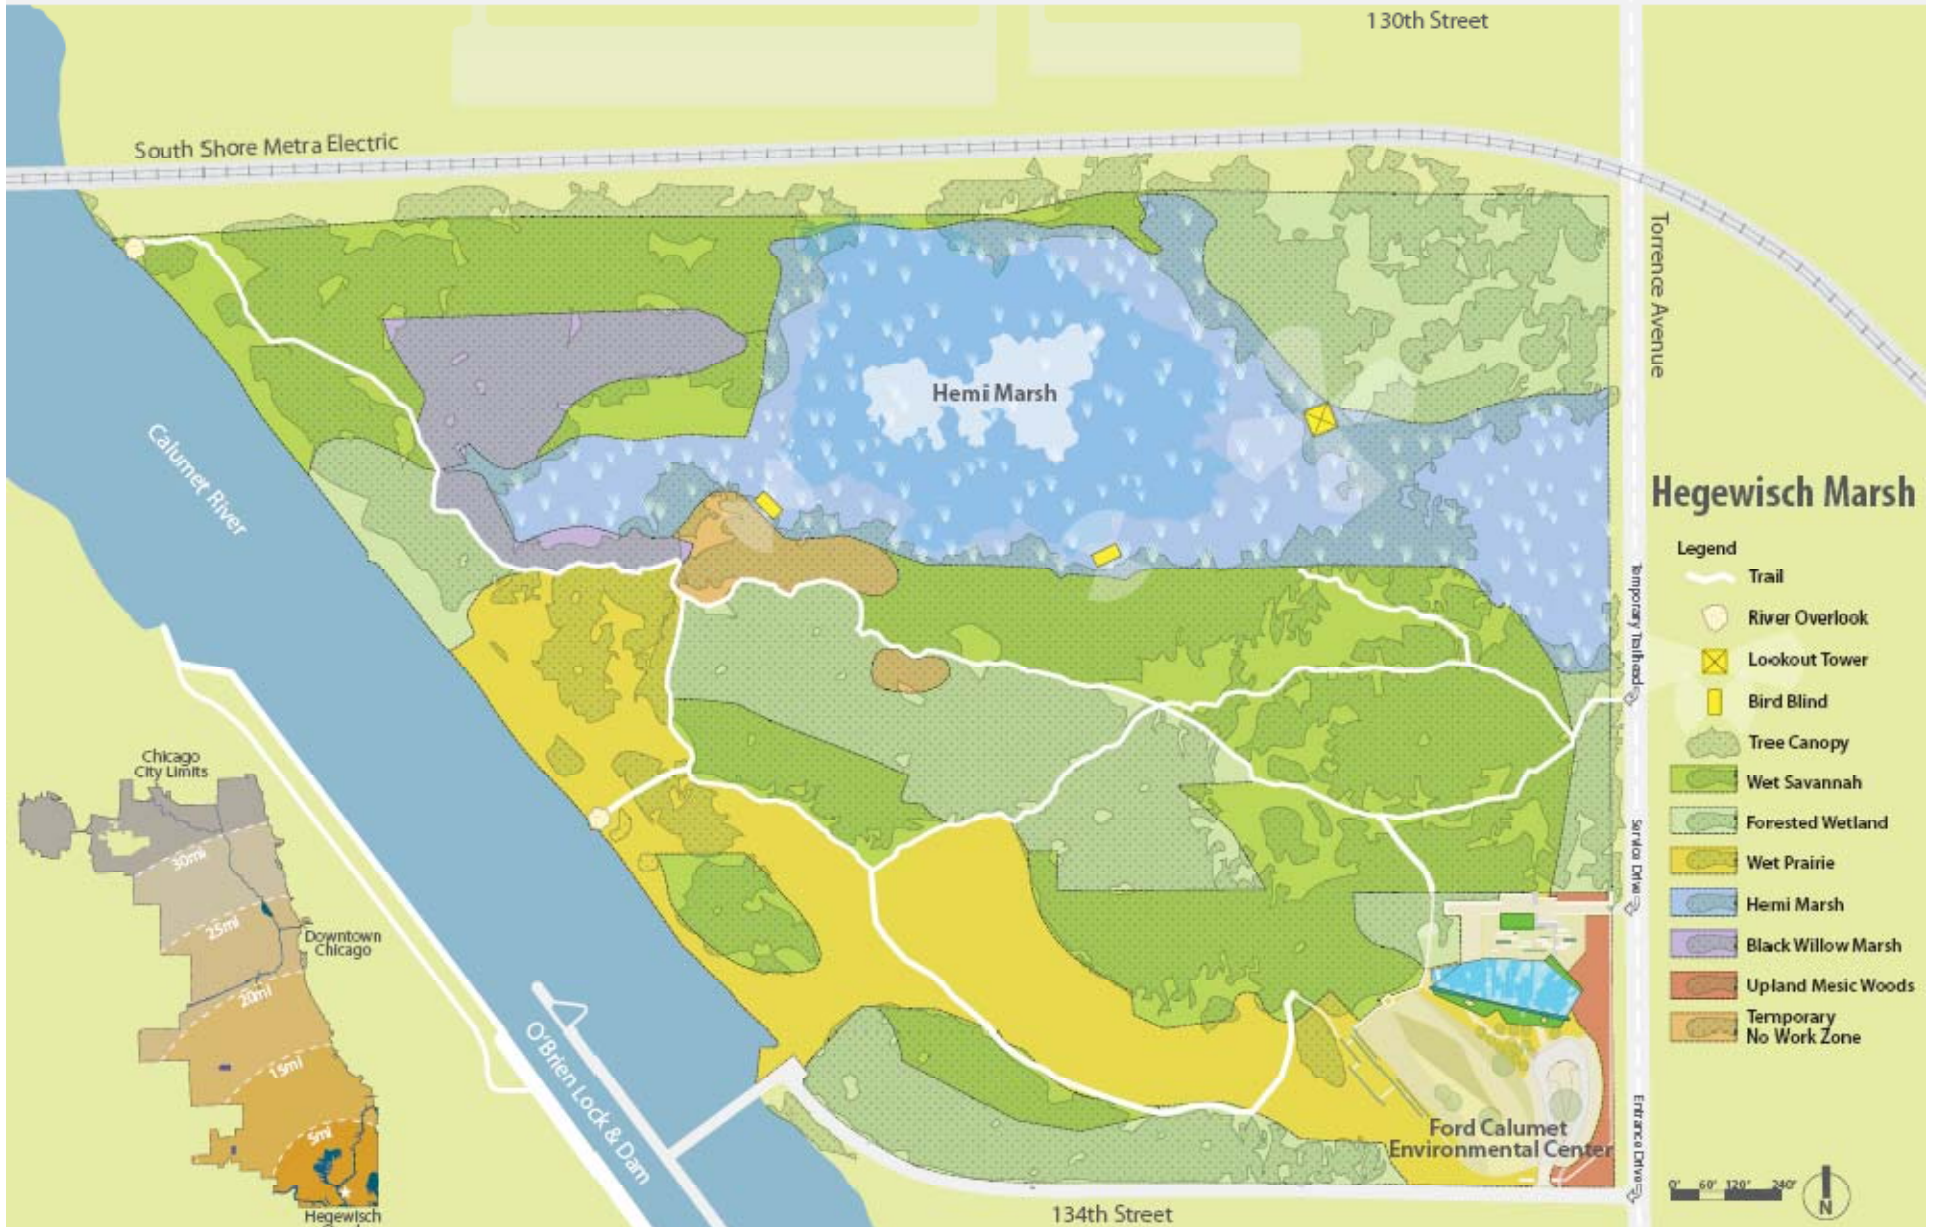 130th Street
South Shore Metra Electric
Torrence Avenue
Hemi Marsh
Calumet River
Hegewisch Marsh
Legend
Trail
River Overlook
Lookout Tower
Bird Blind
Tree Canopy
Wet Savannah
Forested Wetland
Wet Prairie
Hemi Marsh
Black Willow Marsh
Upland Mesic Woods
Temporary
No Work Zone
Temporary Trailhead
Service Drive
Entrance Drive
Chicago
City Limits
30mi
25mi
Downtown
Chicago
20mi
15mi
5mi
Hegewisch
O'Brien Lock & Dam
Ford Calumet
Environmental Center
134th Street
0' 60' 120' 240'
N